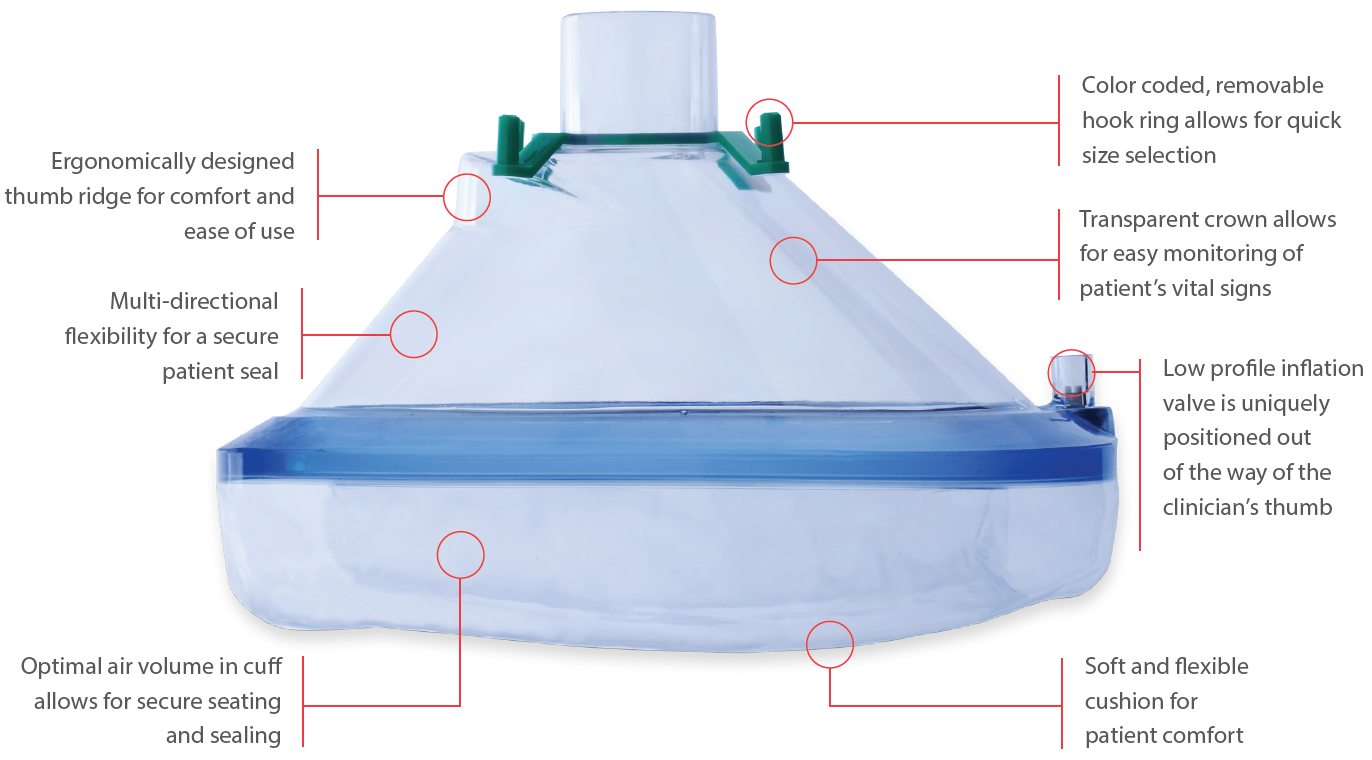 Ergonomically designed
thumb ridge for comfort and
ease of use
Multi-directional
flexibility for a secure
patient seal
Optimal air volume in cuff
allows for secure seating
and sealing
Color coded, removable
hook ring allows for quick
size selection
Transparent crown allows
for easy monitoring of
patient’s vital signs
Low profile inflation
valve is uniquely
positioned out
of the way of the
clinician’s thumb
Soft and flexible
cushion for
patient comfort